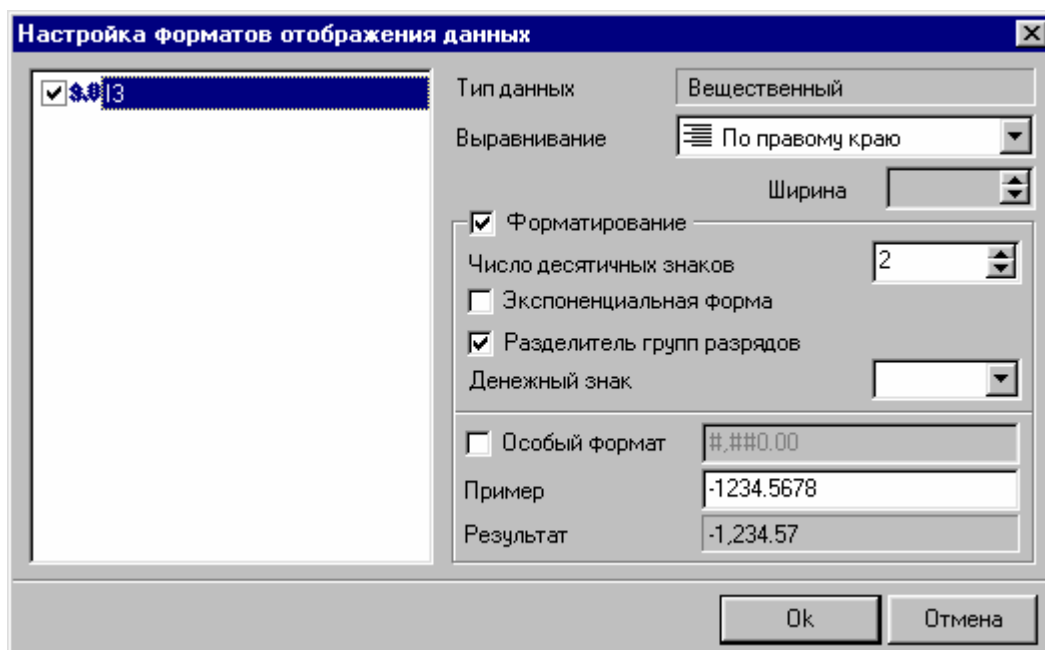 Настройка форматов отображения данных
I3
Тип данных Вещественный
Выравнивание По правому краю
Ширина
Форматирование
Число десятичных знаков 2
Экспоненциальная форма
Разделитель групп разрядов
Денежный знак
Особый формат #,##0.00
Пример -1234.5678
Результат -1,234.57
Ok Отмена